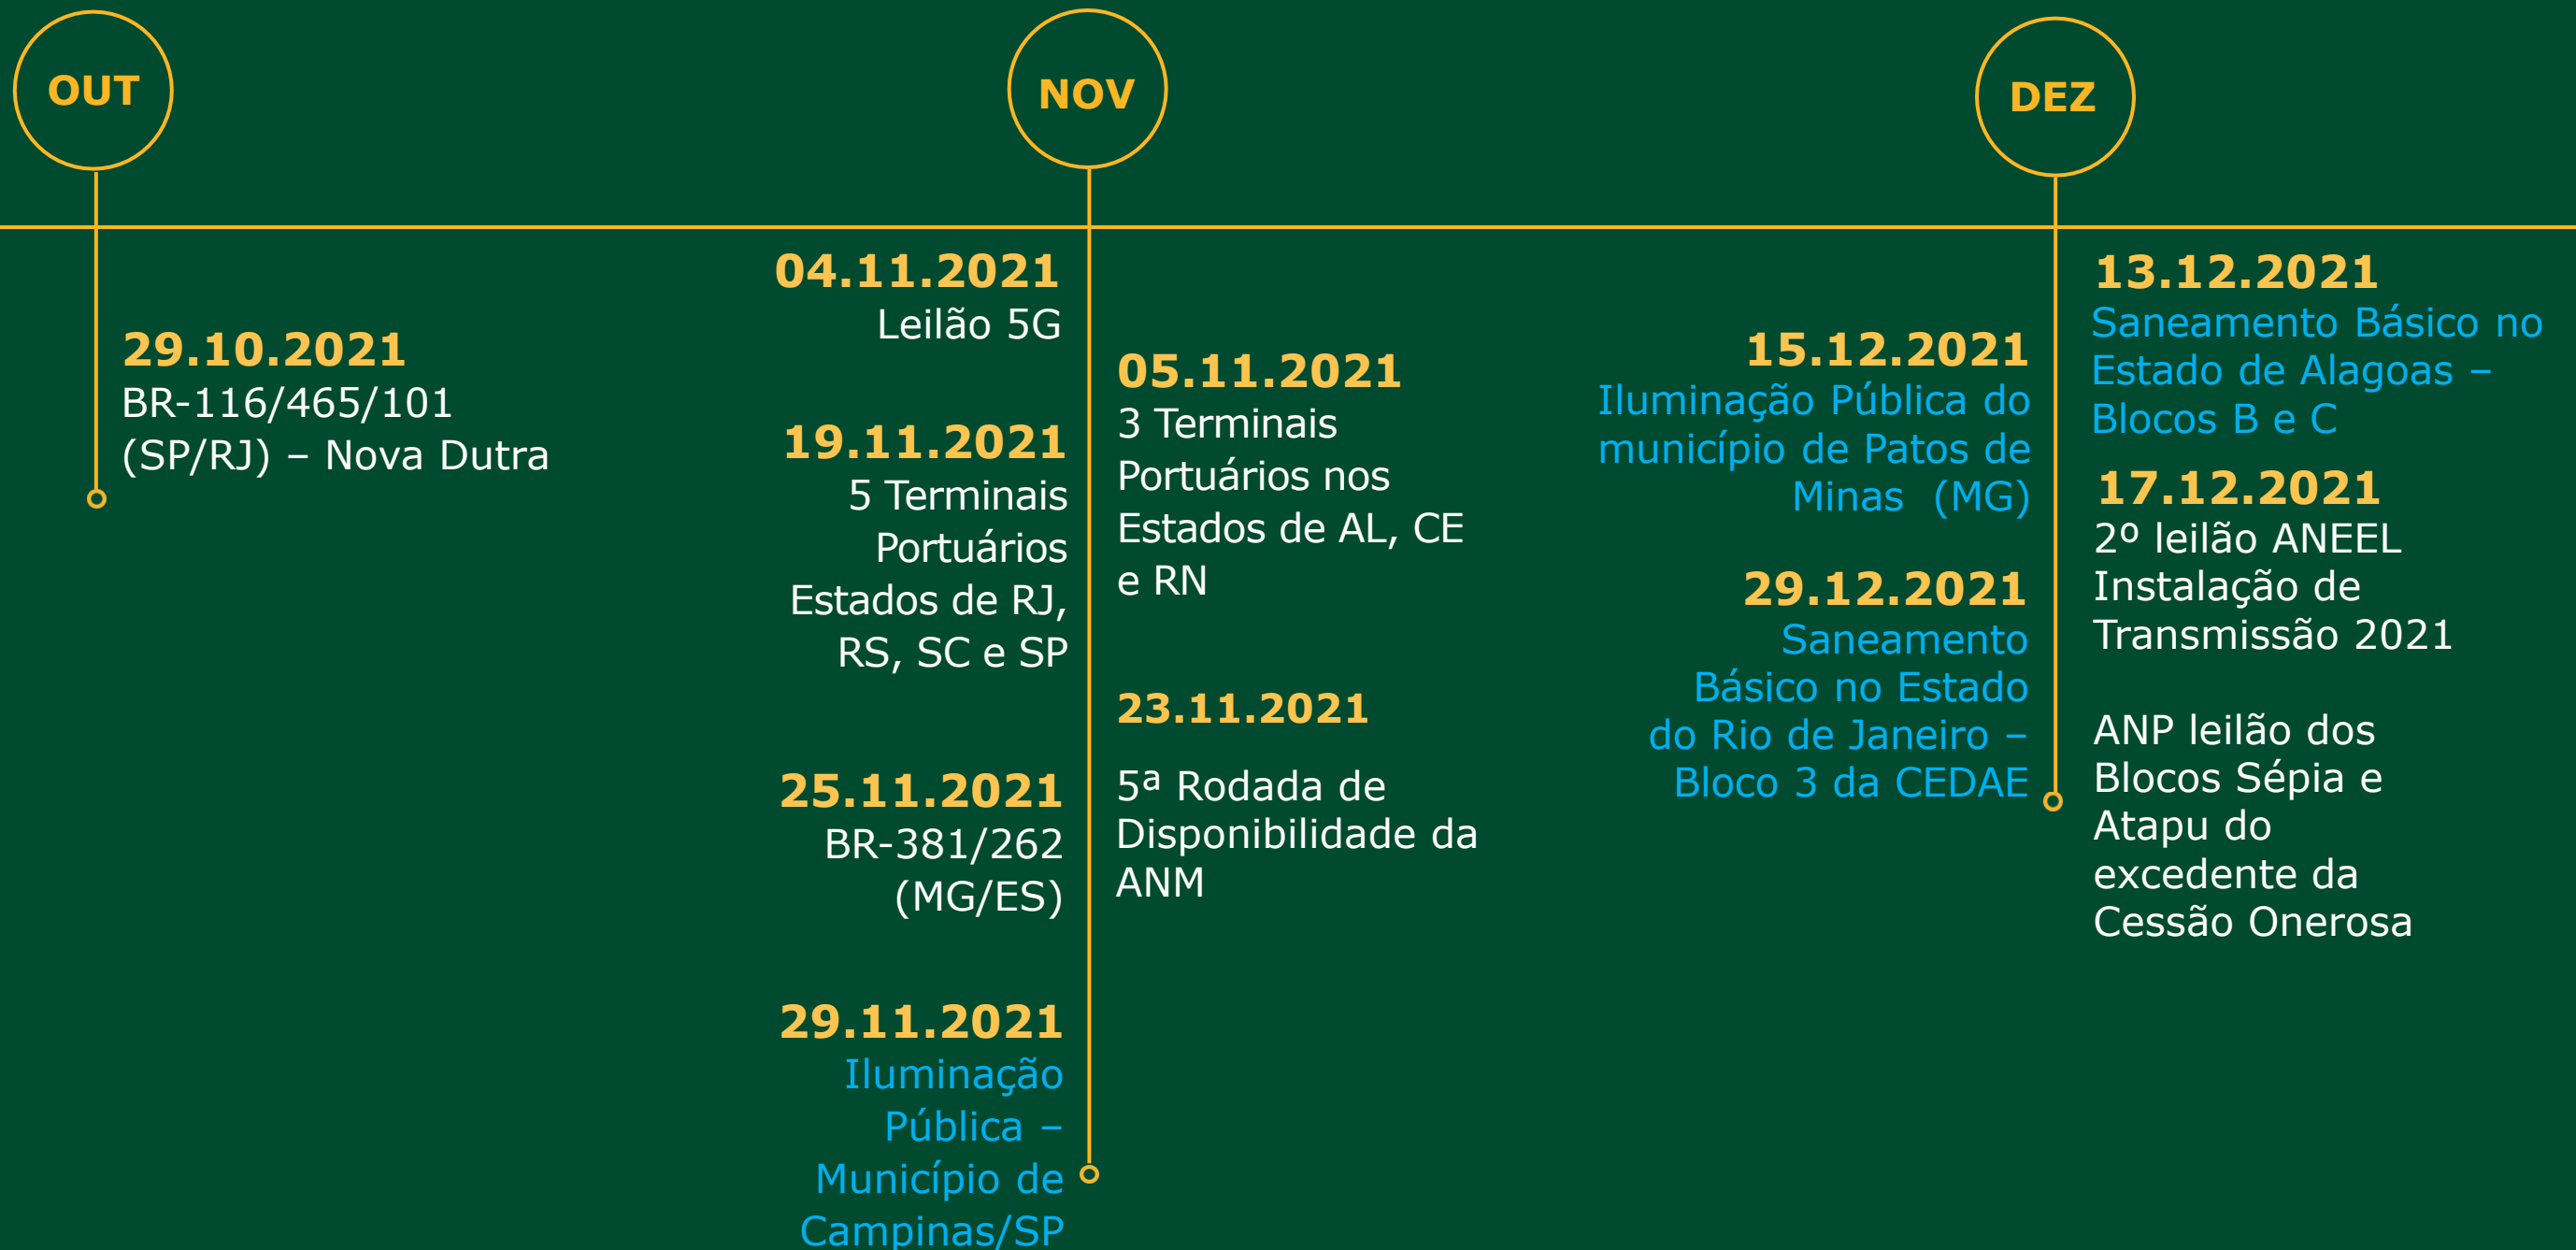 OUT
29.10.2021
BR-116/465/101
(SP/RJ) – Nova Dutra
NOV
04.11.2021
Leilão 5G
19.11.2021
5 Terminais
Portuários
Estados de RJ,
RS, SC e SP
25.11.2021
BR-381/262
(MG/ES)
29.11.2021
Iluminação
Pública –
Município de
Campinas/SP
05.11.2021
3 Terminais
Portuários nos
Estados de AL, CE
e RN
23.11.2021
5ª Rodada de
Disponibilidade da
ANM
DEZ
15.12.2021
Iluminação Pública do
município de Patos de
Minas  (MG)
29.12.2021
Saneamento
Básico no Estado
do Rio de Janeiro –
Bloco 3 da CEDAE
13.12.2021
Saneamento Básico no
Estado de Alagoas –
Blocos B e C
17.12.2021
2º leilão ANEEL
Instalação de
Transmissão 2021
ANP leilão dos
Blocos Sépia e
Atapu do
excedente da
Cessão Onerosa